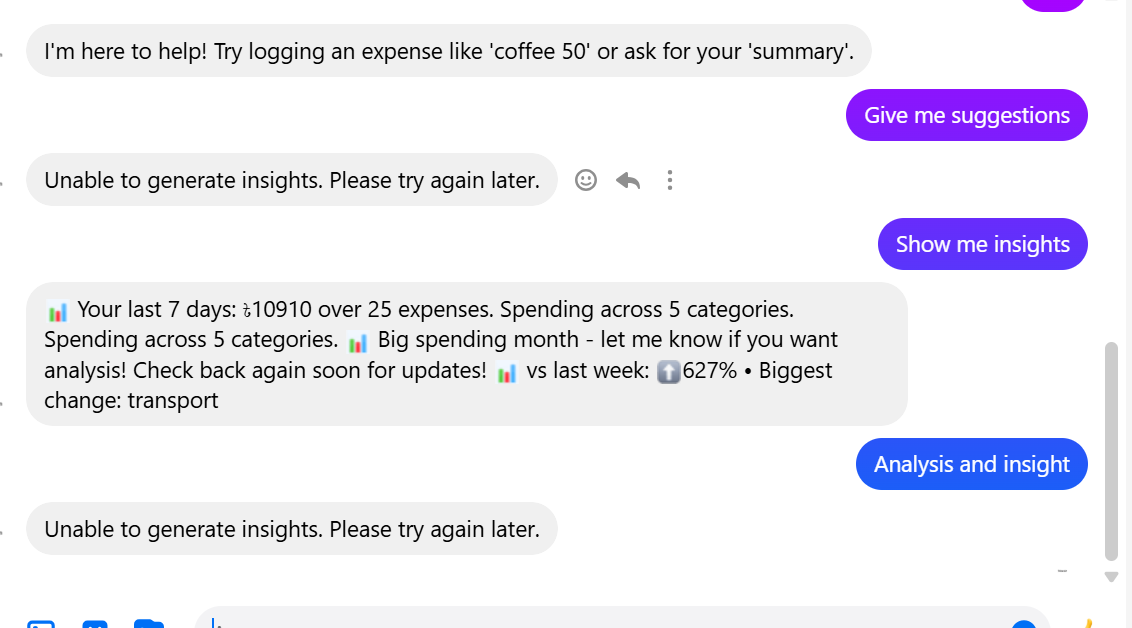 I'm here to help! Try logging an expense like 'coffee 50' or ask for your 'summary'.
Give me suggestions
Unable to generate insights. Please try again later.
Show me insights
📊 Your last 7 days: ৳10910 over 25 expenses. Spending across 5 categories.
Spending across 5 categories. 📊 Big spending month - let me know if you want
analysis! Check back again soon for updates! 📊 vs last week: ⬆️627% • Biggest
change: transport
Analysis and insight
Unable to generate insights. Please try again later.